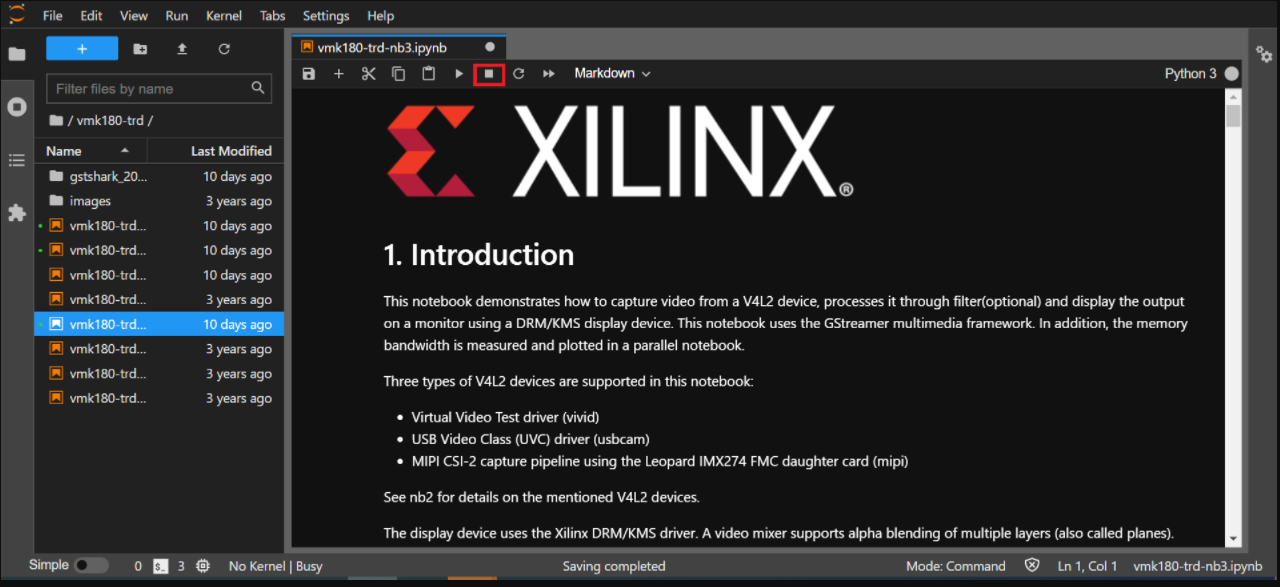 File Edit View Run Kernel Tabs Settings Help
vmk180-trd-nb3.ipynb
Markdown
Python 3
Filter files by name
/ vmk180-trd /
Name Last Modified
gstshark_20... 10 days ago
images 3 years ago
vmk180-trd... 10 days ago
vmk180-trd... 10 days ago
vmk180-trd... 10 days ago
vmk180-trd... 3 years ago
vmk180-trd... 10 days ago
vmk180-trd... 3 years ago
vmk180-trd... 3 years ago
vmk180-trd... 3 years ago
XILINX®
1. Introduction
This notebook demonstrates how to capture video from a V4L2 device, processes it through filter(optional) and display the output
on a monitor using a DRM/KMS display device. This notebook uses the GStreamer multimedia framework. In addition, the memory
bandwidth is measured and plotted in a parallel notebook.
Three types of V4L2 devices are supported in this notebook:
• Virtual Video Test driver (vivid)
• USB Video Class (UVC) driver (usbcam)
• MIPI CSI-2 capture pipeline using the Leopard IMX274 FMC daughter card (mipi)
See nb2 for details on the mentioned V4L2 devices.
The display device uses the Xilinx DRM/KMS driver. A video mixer supports alpha blending of multiple layers (also called planes).
Simple 0 $_ 3 No Kernel | Busy Saving completed Mode: Command Ln 1, Col 1 vmk180-trd-nb3.ipynb